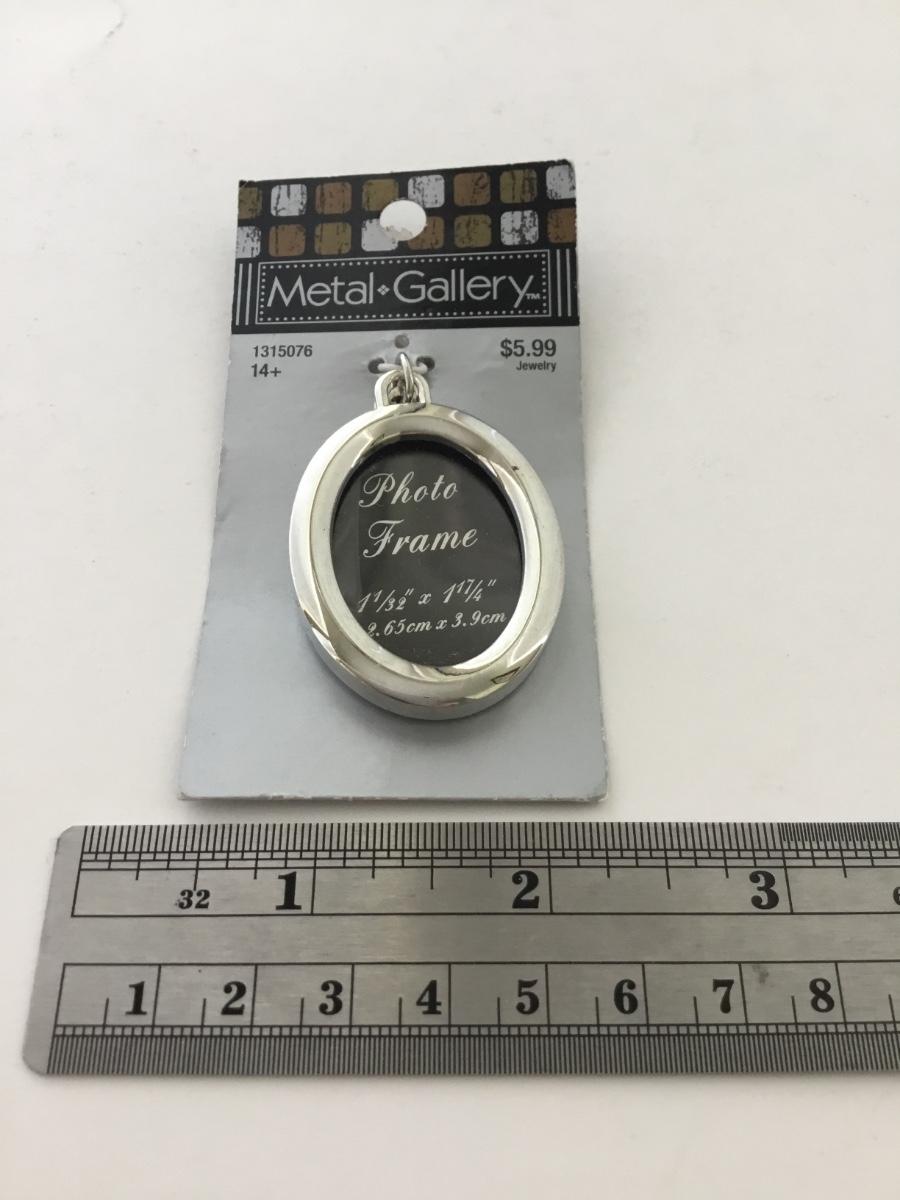 Metal Gallery™
1315076
14+
$5.99
Jewelry
Photo
Frame
1 1/32" x 1 17/4"
2.65cm x 3.9cm
32 1 2 3
1 2 3 4 5 6 7 8